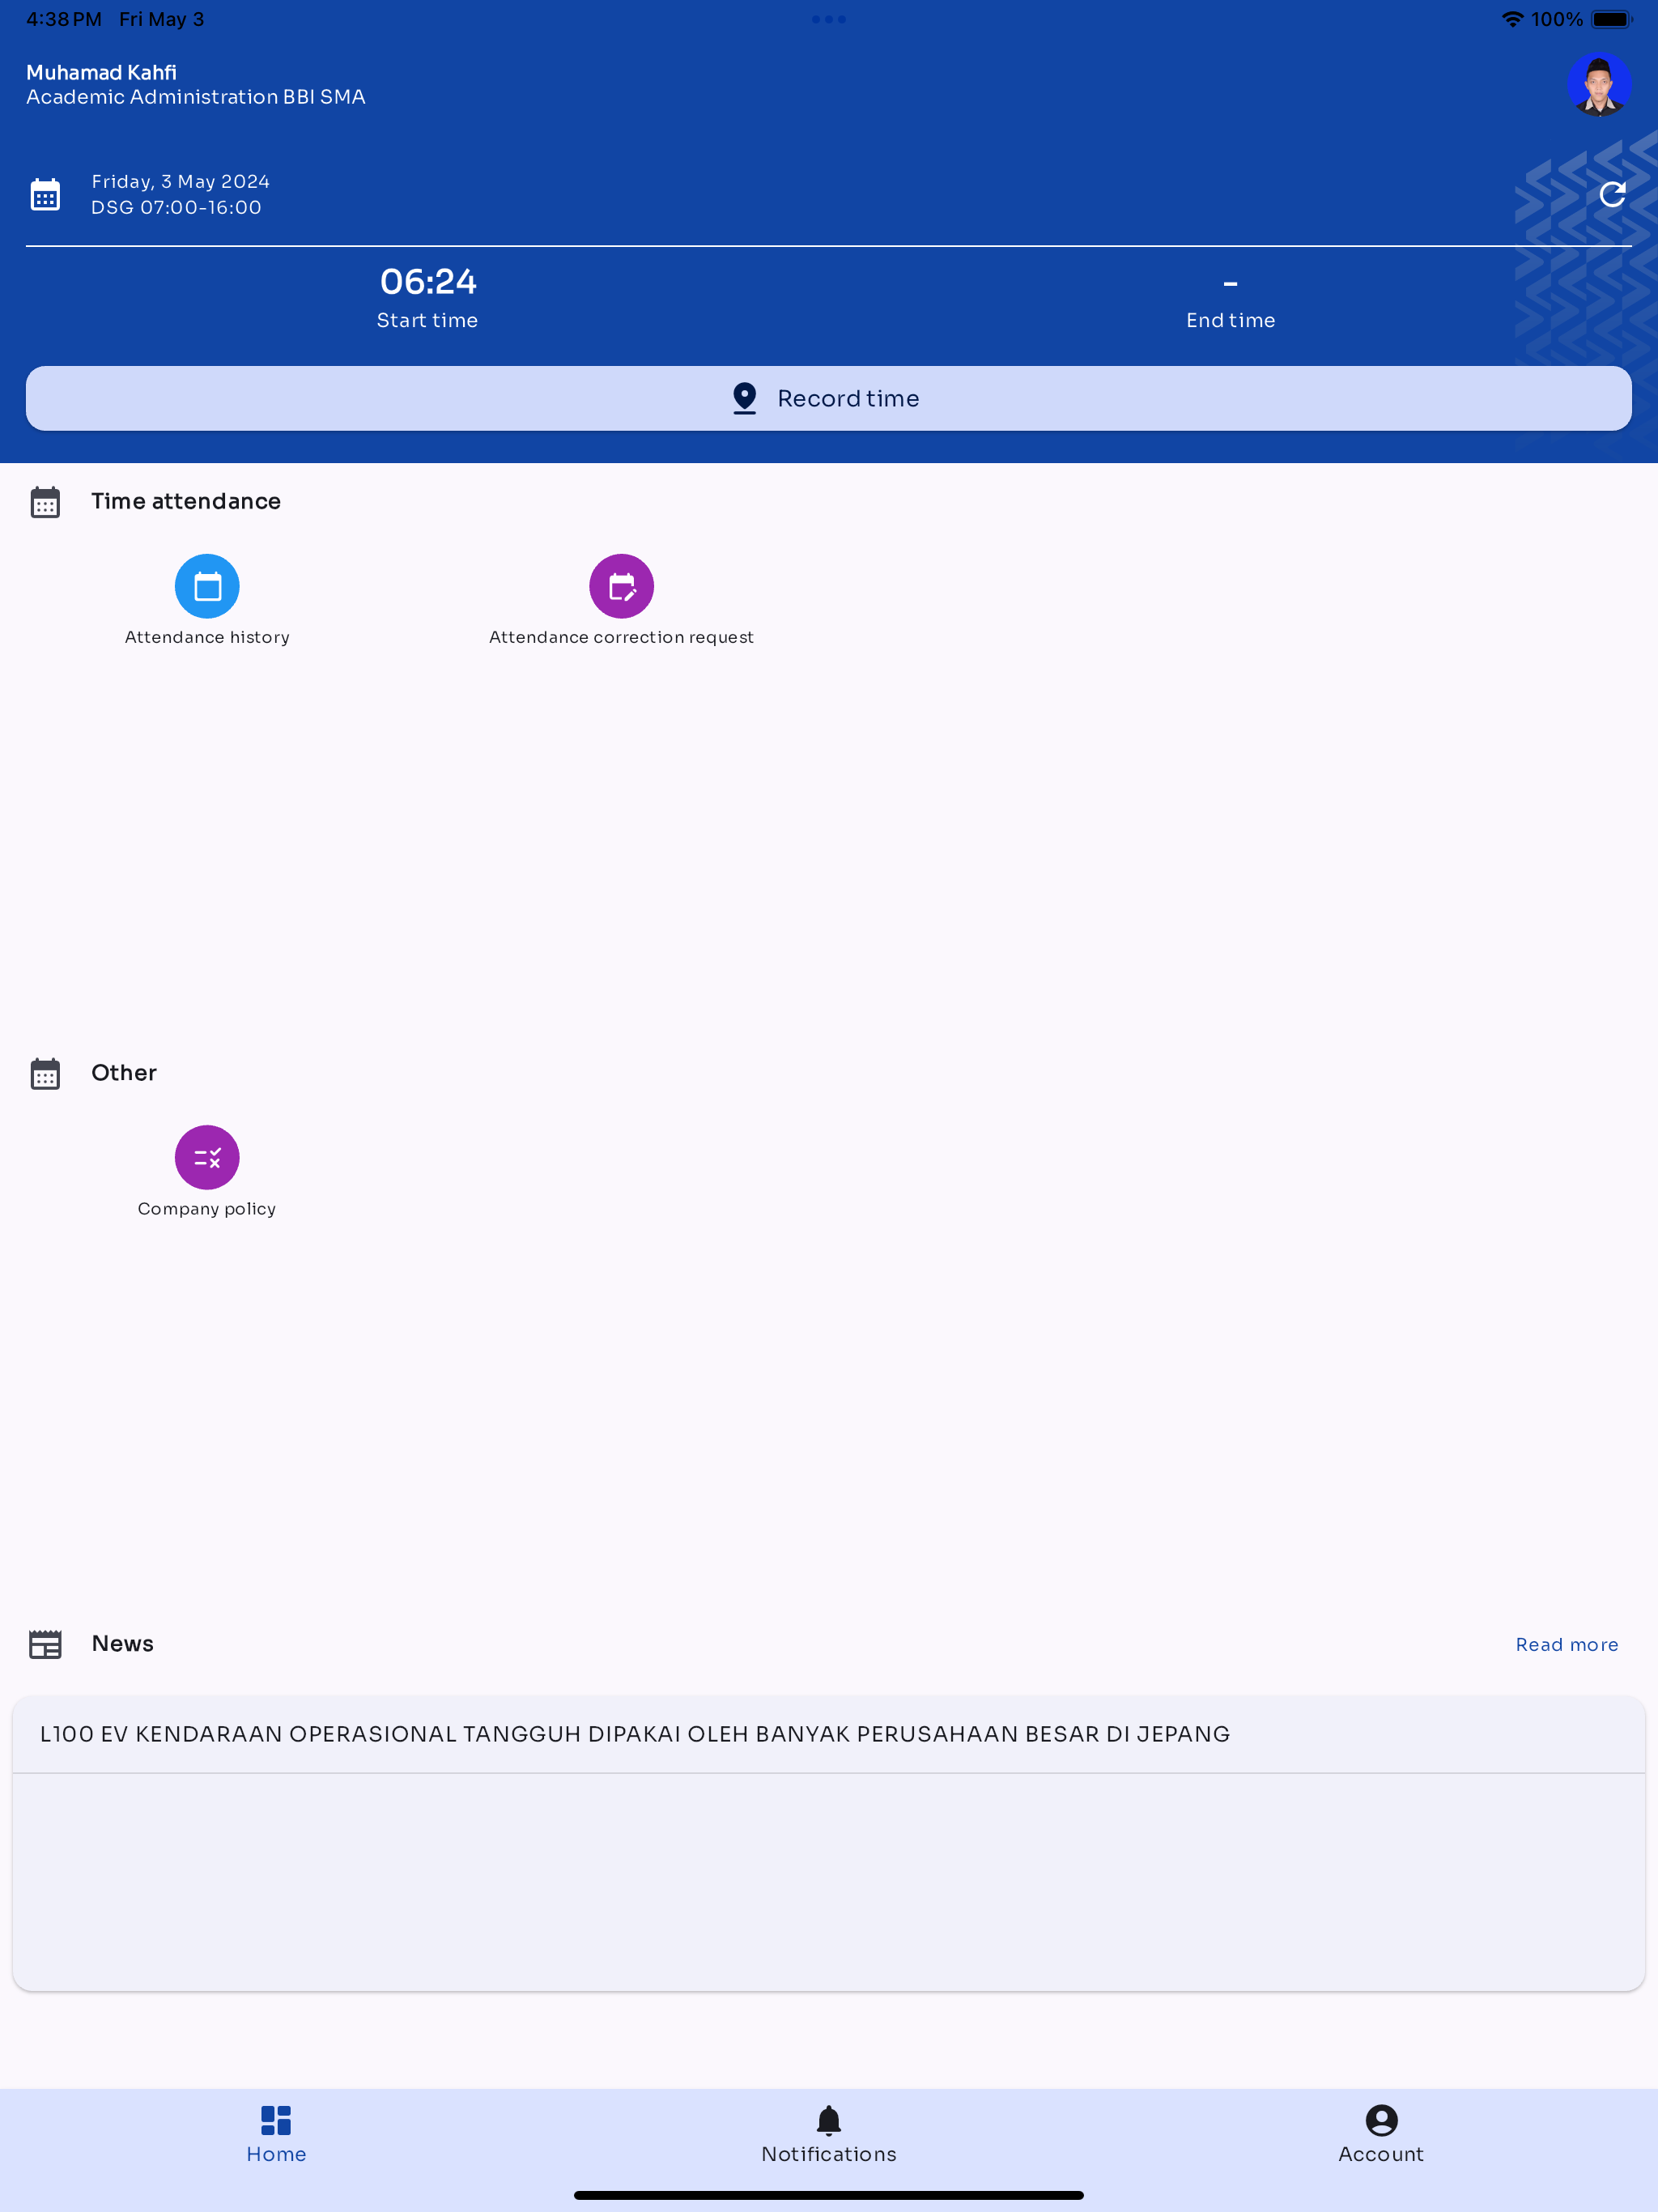 4:38 PM Fri May 3
100%
Muhamad Kahfi
Academic Administration BBI SMA
Friday, 3 May 2024
DSG 07:00-16:00
06:24
-
Start time
End time
Record time
Time attendance
Attendance history
Attendance correction request
Other
Company policy
News
Read more
L100 EV KENDARAAN OPERASIONAL TANGGUH DIPAKAI OLEH BANYAK PERUSAHAAN BESAR DI JEPANG
Home
Notifications
Account